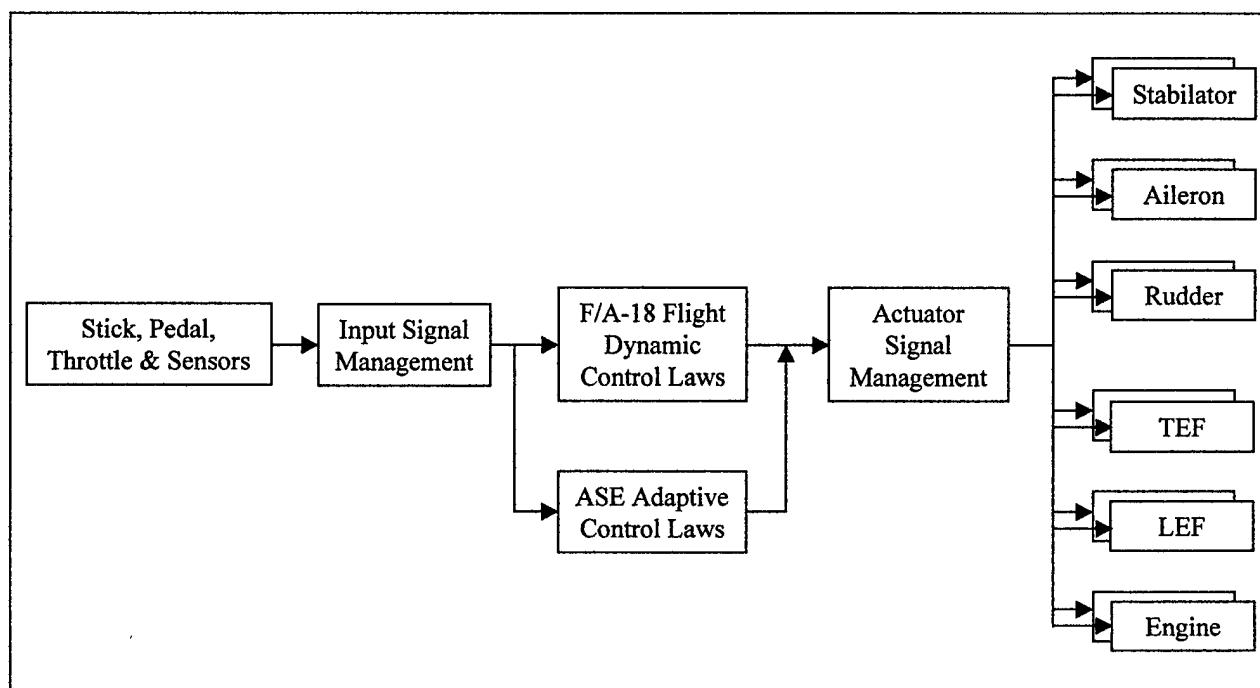 Stick, Pedal,
Throttle & Sensors
Input Signal
Management
F/A-18 Flight
Dynamic
Control Laws
ASE Adaptive
Control Laws
Actuator
Signal
Management
Stabilator
Aileron
Rudder
TEF
LEF
Engine